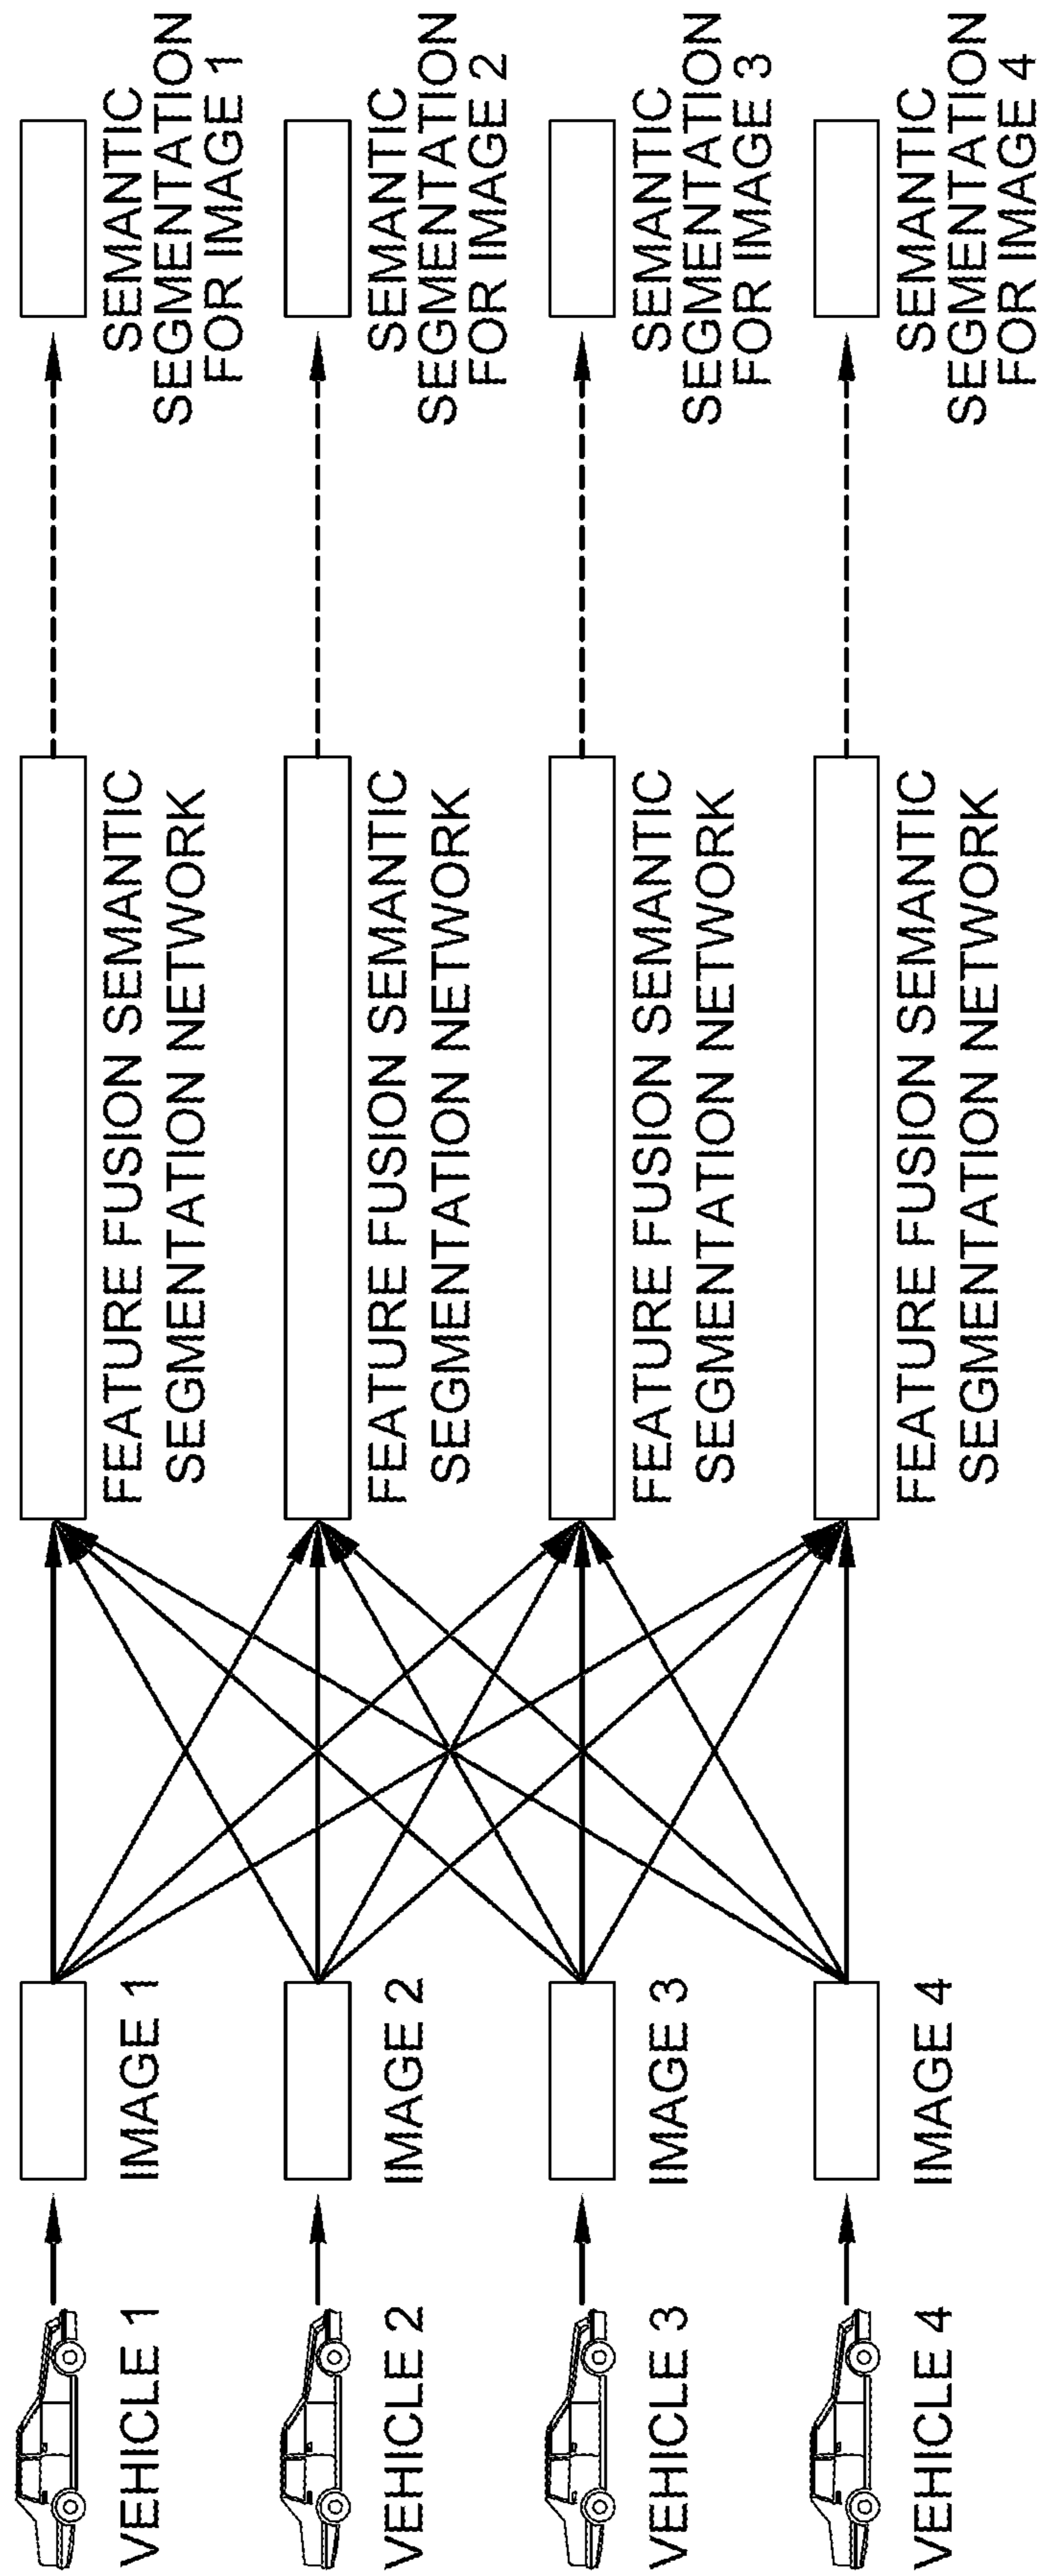 VEHICLE 1
IMAGE 1
FEATURE FUSION SEMANTIC
SEGMENTATION NETWORK
SEMANTIC
SEGMENTATION
FOR IMAGE 1
VEHICLE 2
IMAGE 2
FEATURE FUSION SEMANTIC
SEGMENTATION NETWORK
SEMANTIC
SEGMENTATION
FOR IMAGE 2
VEHICLE 3
IMAGE 3
FEATURE FUSION SEMANTIC
SEGMENTATION NETWORK
SEMANTIC
SEGMENTATION
FOR IMAGE 3
VEHICLE 4
IMAGE 4
FEATURE FUSION SEMANTIC
SEGMENTATION NETWORK
SEMANTIC
SEGMENTATION
FOR IMAGE 4